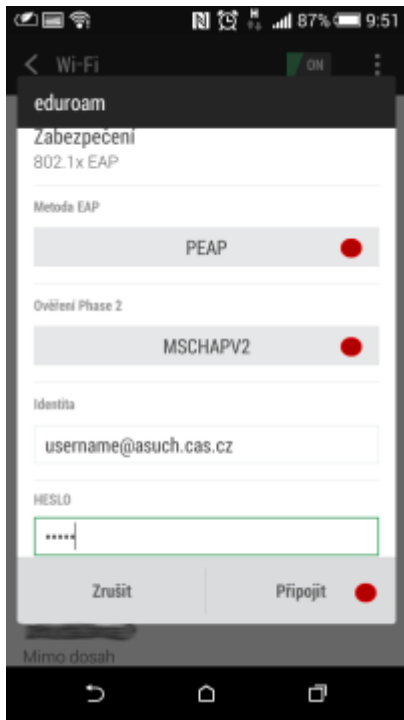 87% 9:51
Wi-Fi ON
eduroam
Zabezpečení
802.1x EAP
Metoda EAP
PEAP
Ověření Phase 2
MSCHAPV2
Identita
username@asuch.cas.cz
HESLO
•••••
Zrušit Připojit
Mimo dosah